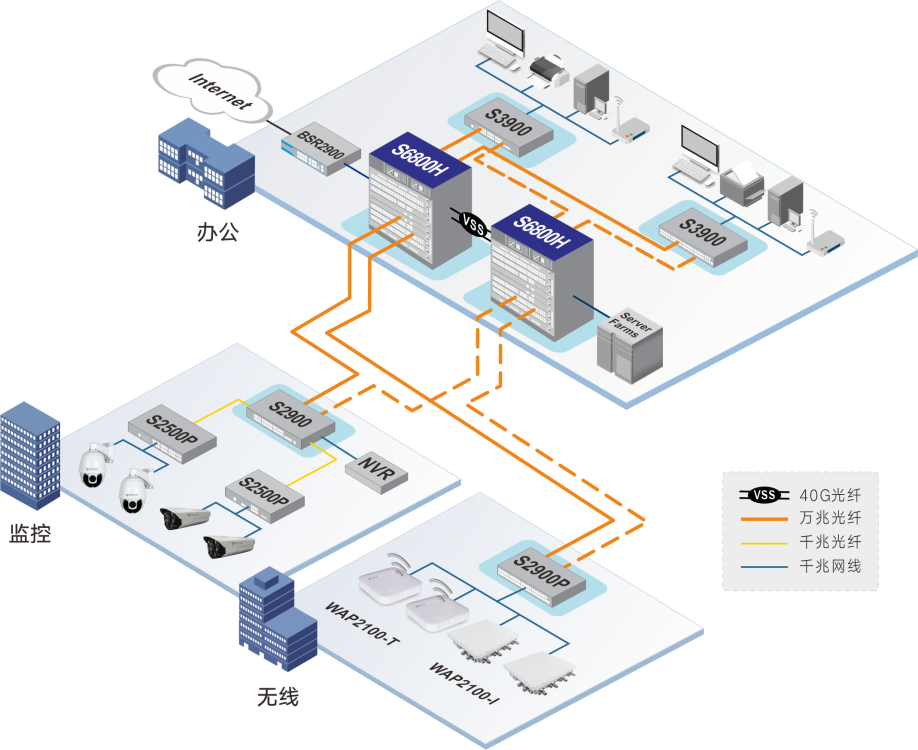 Internet
BSR2900
S3900
S6800H
办公
VSS
S6800H
S3900
Server
Farms
S2900
S2500P
NVR
S2500P
监控
VSS
40G光纤
万兆光纤
千兆光纤
千兆网线
S2900P
WAP2100-T
WAP2100-I
无线